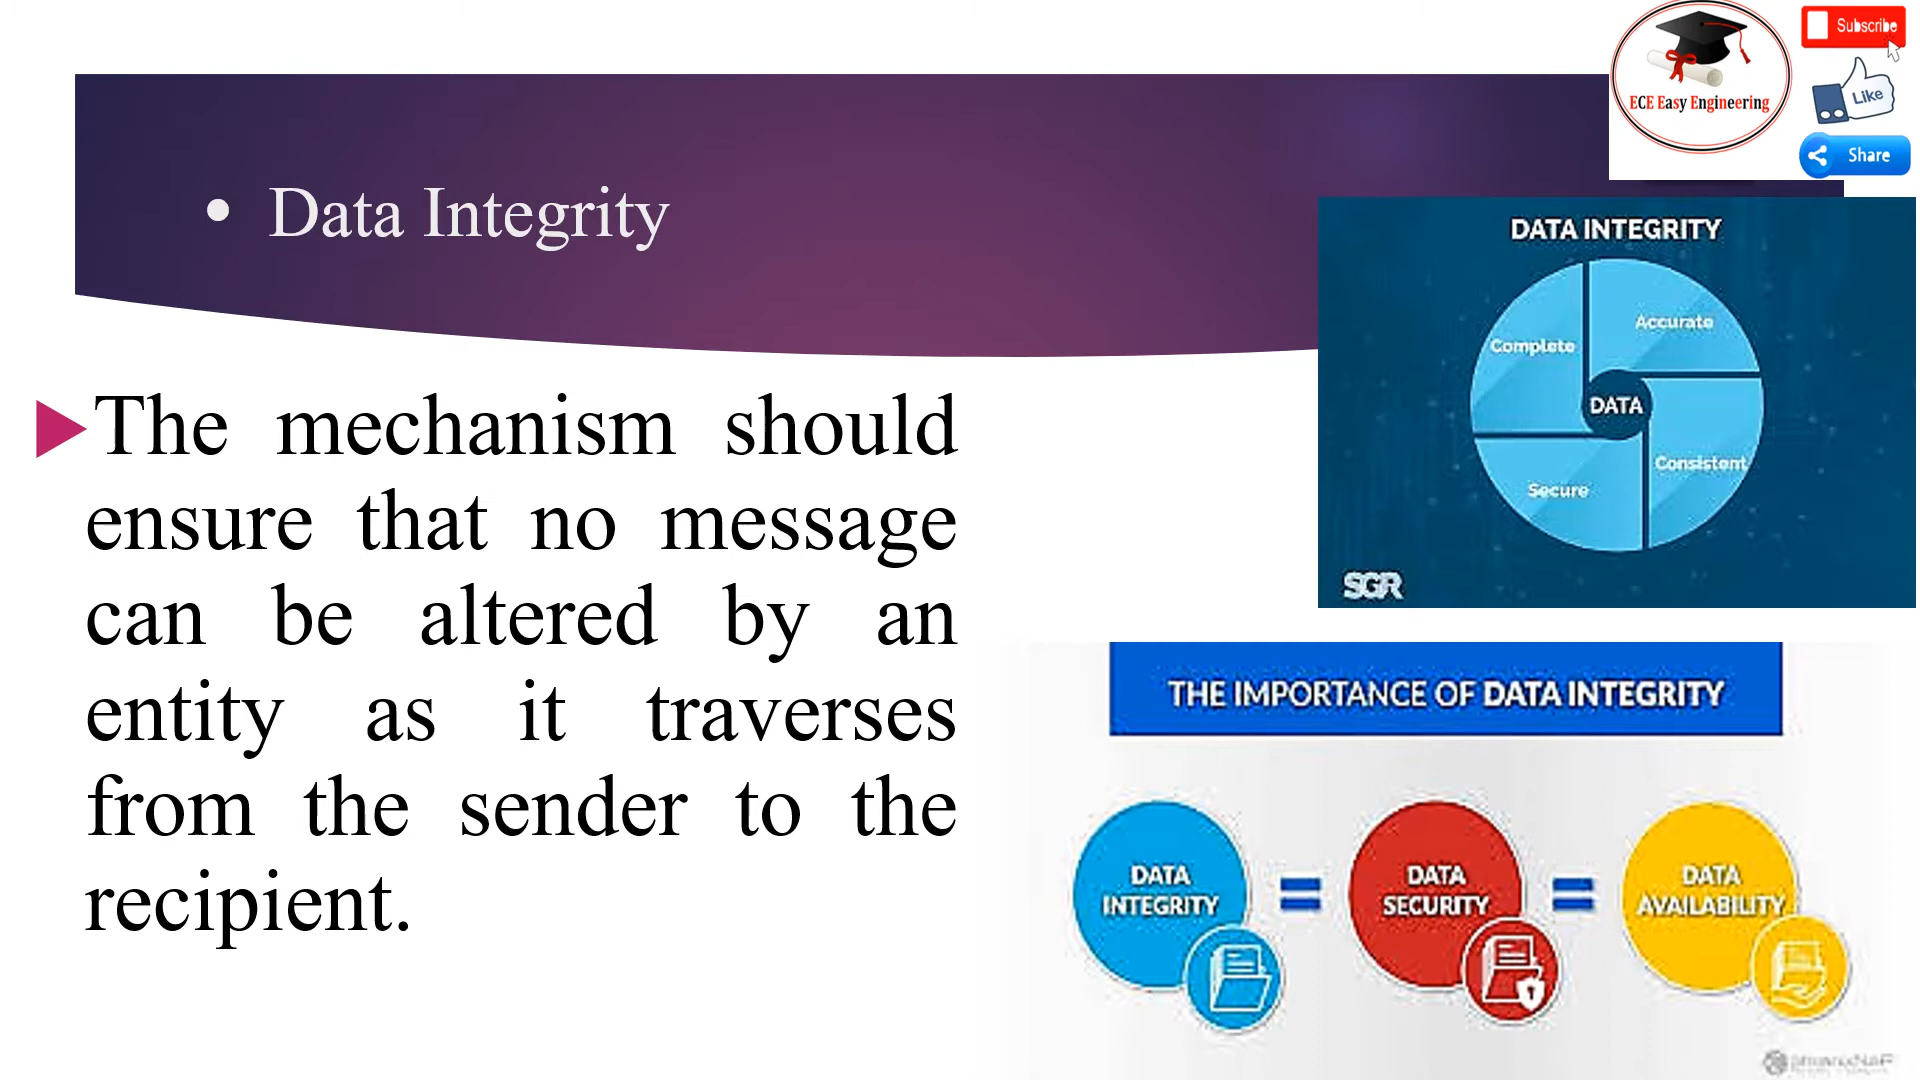 Subscribe
ECE Easy Engineering
Like
Share
• Data Integrity
The mechanism should
ensure that no message
can be altered by an
entity as it traverses
from the sender to the
recipient.
DATA INTEGRITY
Accurate
Complete
DATA
Consistent
Secure
SGR
THE IMPORTANCE OF DATA INTEGRITY
DATA
INTEGRITY
=
DATA
SECURITY
=
DATA
AVAILABILITY